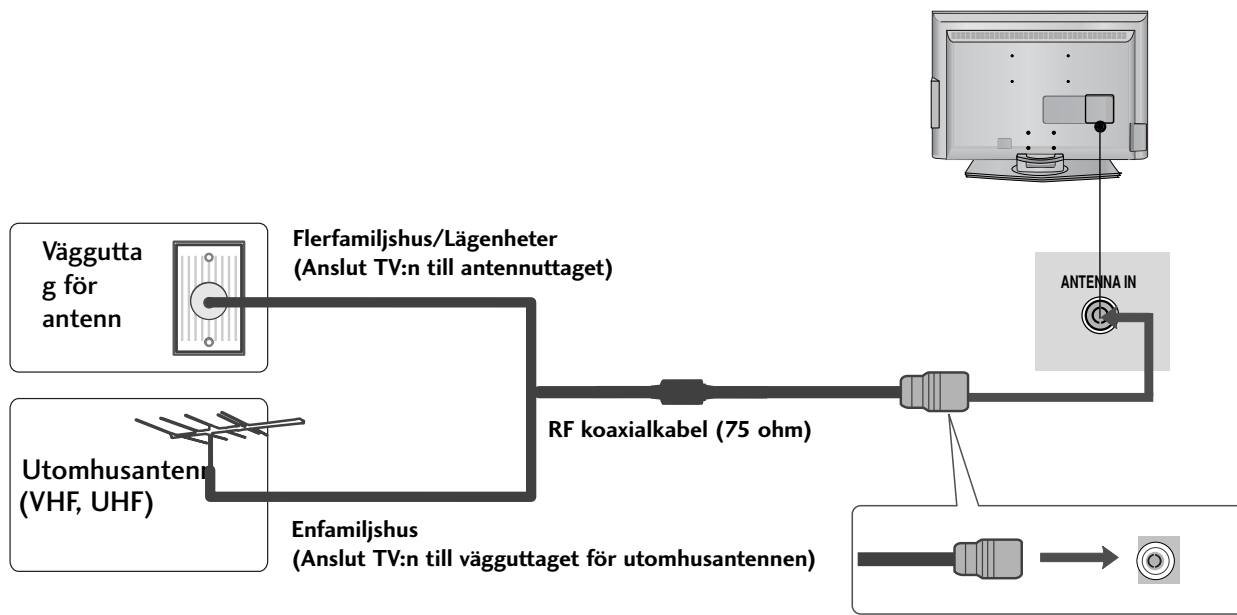 Väggutta
g för
antenn
Flerfamiljshus/Lägenheter
(Anslut TV:n till antennuttaget)
ANTENNA IN
RF koaxialkabel (75 ohm)
Utomhusantenn
(VHF, UHF)
Enfamiljshus
(Anslut TV:n till vägguttaget för utomhusantennen)